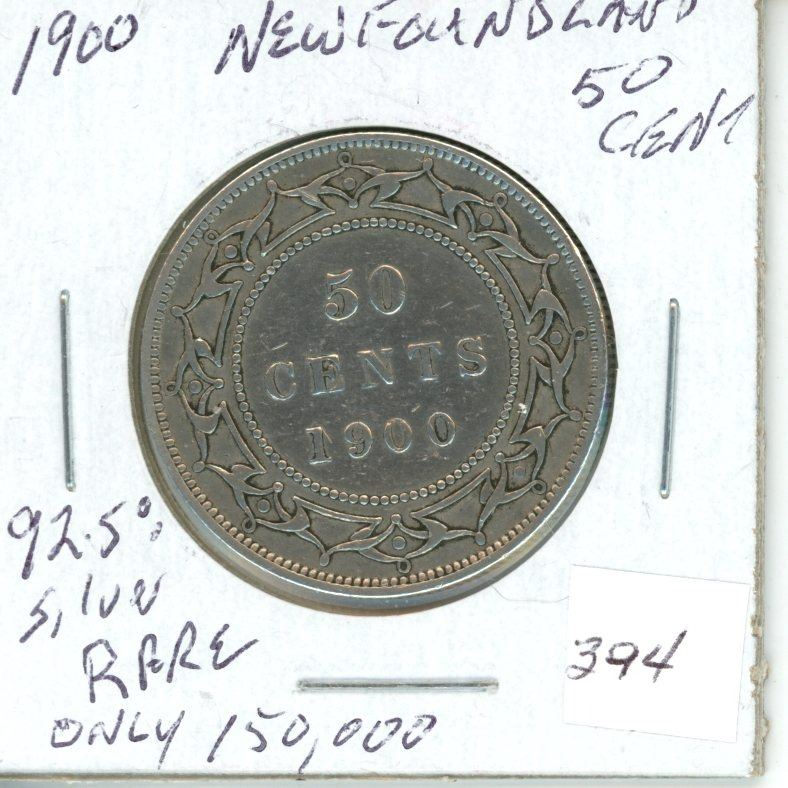 1900 NEWFOUNDLAND
50
CENT
50
CENTS
1900
92.5%
SILVER
RARE
ONLY 150,000
394